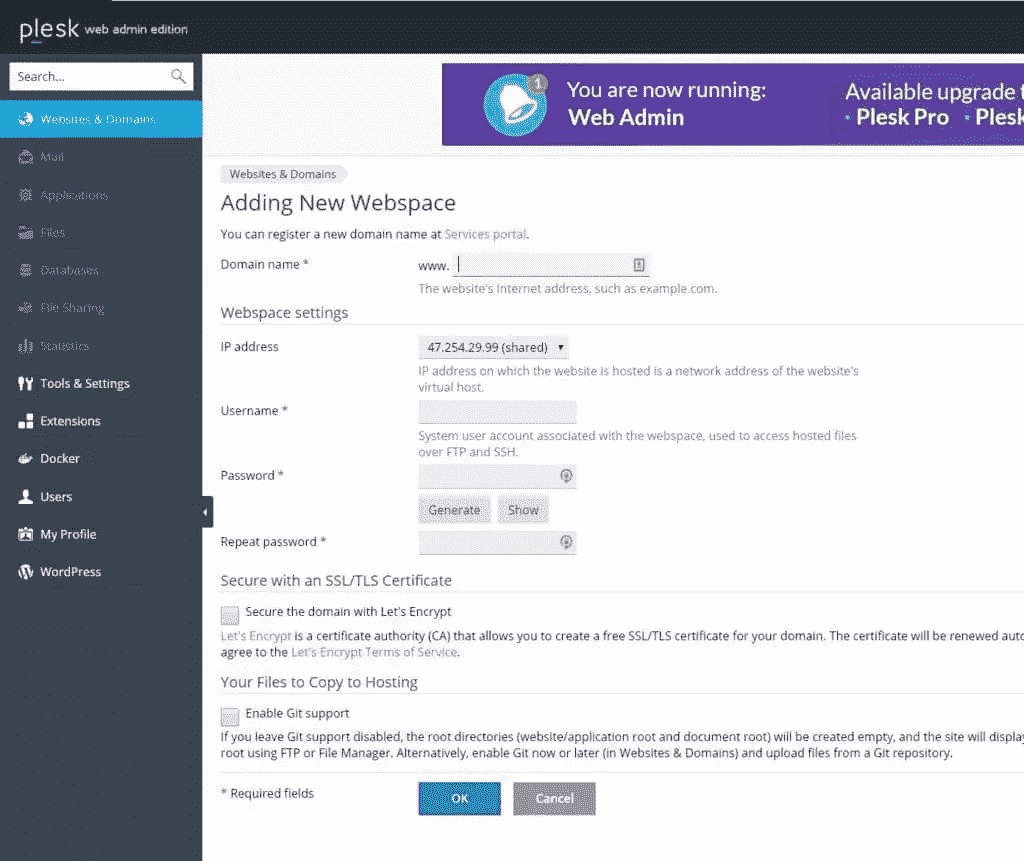 plesk web admin edition
Search...
Websites & Domains
Mail
Applications
Files
Databases
File Sharing
Statistics
Tools & Settings
Extensions
Docker
Users
My Profile
WordPress
1
You are now running:
Web Admin
Available upgrade
• Plesk Pro • Plesk
Websites & Domains
Adding New Webspace
You can register a new domain name at Services portal.
Domain name *
www.
The website's Internet address, such as example.com.
Webspace settings
IP address
47.254.29.99 (shared)
IP address on which the website is hosted is a network address of the website's
virtual host.
Username *
System user account associated with the webspace, used to access hosted files
over FTP and SSH.
Password *
Generate
Show
Repeat password *
Secure with an SSL/TLS Certificate
Secure the domain with Let's Encrypt
Let's Encrypt is a certificate authority (CA) that allows you to create a free SSL/TLS certificate for your domain. The certificate will be renewed
agree to the Let's Encrypt Terms of Service.
Your Files to Copy to Hosting
Enable Git support
If you leave Git support disabled, the root directories (website/application root and document root) will be created empty, and the site will
root using FTP or File Manager. Alternatively, enable Git now or later (in Websites & Domains) and upload files from a Git repository.
* Required fields
OK
Cancel